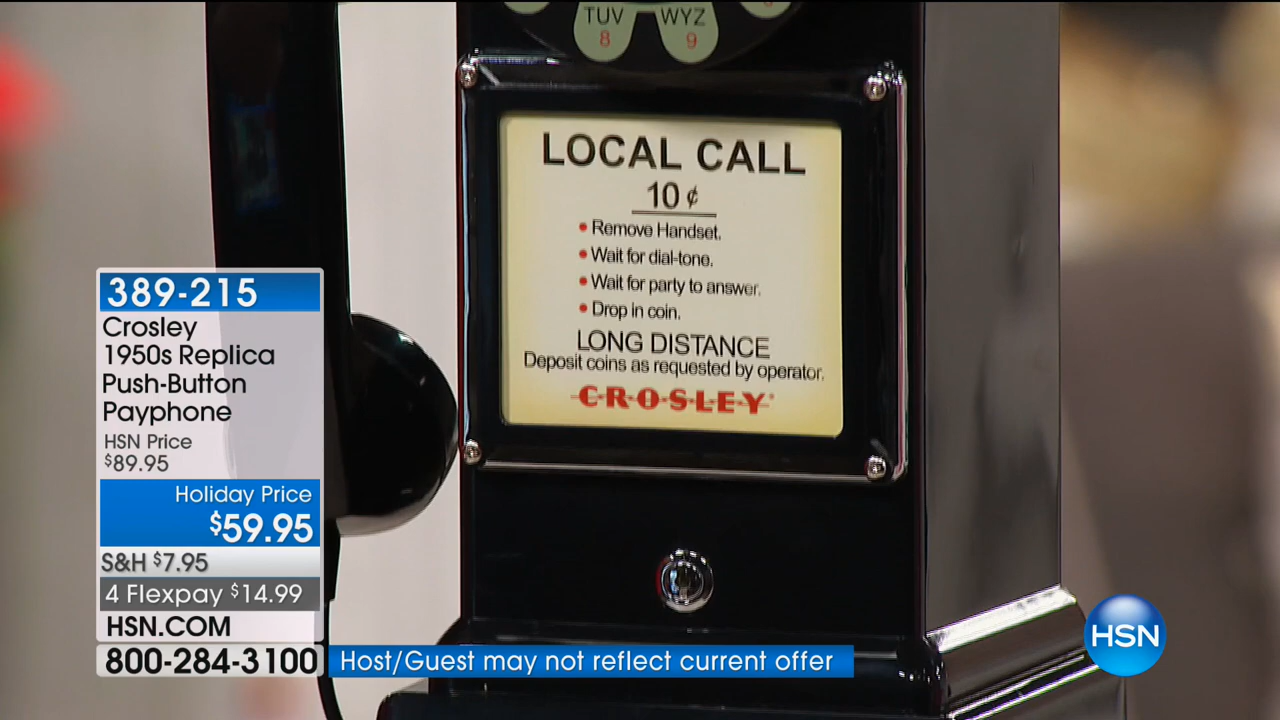 TUV WXYZ
8 9
LOCAL CALL
10 ¢
• Remove Handset.
• Wait for dial-tone.
• Wait for party to answer.
• Drop in coin.
LONG DISTANCE
Deposit coins as requested by operator.
CROSLEY
389-215
Crosley
1950s Replica
Push-Button
Payphone
HSN Price
$89.95
Holiday Price
$59.95
S&H $7.95
4 Flexpay $14.99
HSN.COM
800-284-3100
Host/Guest may not reflect current offer
HSN